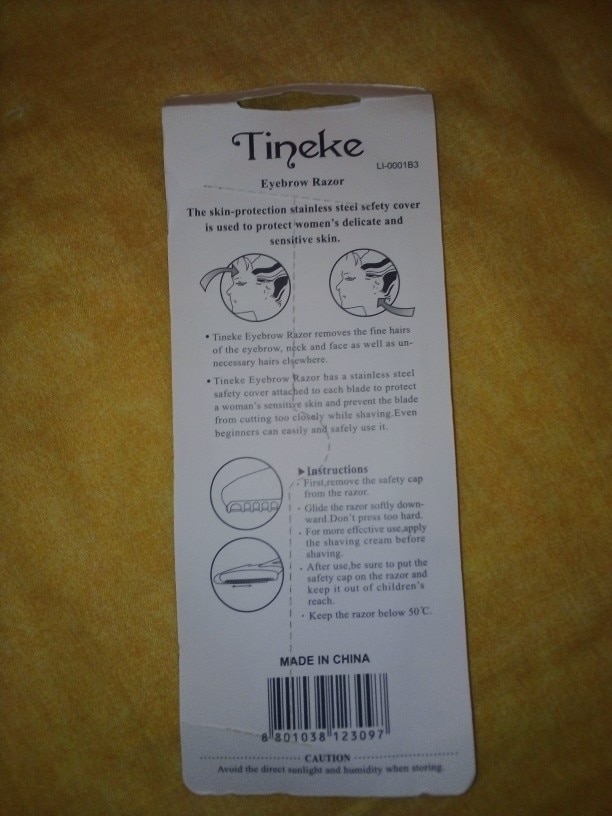 Tineke
LI-0001B3
Eyebrow Razor
The skin-protection stainless steel scfety cover
is used to protect women's delicate and
sensitive skin.
• Tineke Eyebrow Razor removes the fine hairs
of the eyebrow, neck and face as well as un-
necessary hairs elsewhere.
• Tineke Eyebrow Razor has a stainless steel
safety cover attached to each blade to protect
a woman's sensitive skin and prevent the blade
from cutting too closely while shaving.Even
beginners can easily and safely use it.
▶Instructions
· First,remove the safety cap
from the razor.
· Glide the razor softly down-
ward.Don't press too hard.
· For more effective use,apply
the shaving cream before
shaving.
· After use,be sure to put the
safety cap on the razor and
keep it out of children's
reach.
· Keep the razor below 50℃.
MADE IN CHINA
8 801038 123097
CAUTION
Avoid the direct sunlight and humidity when storing.